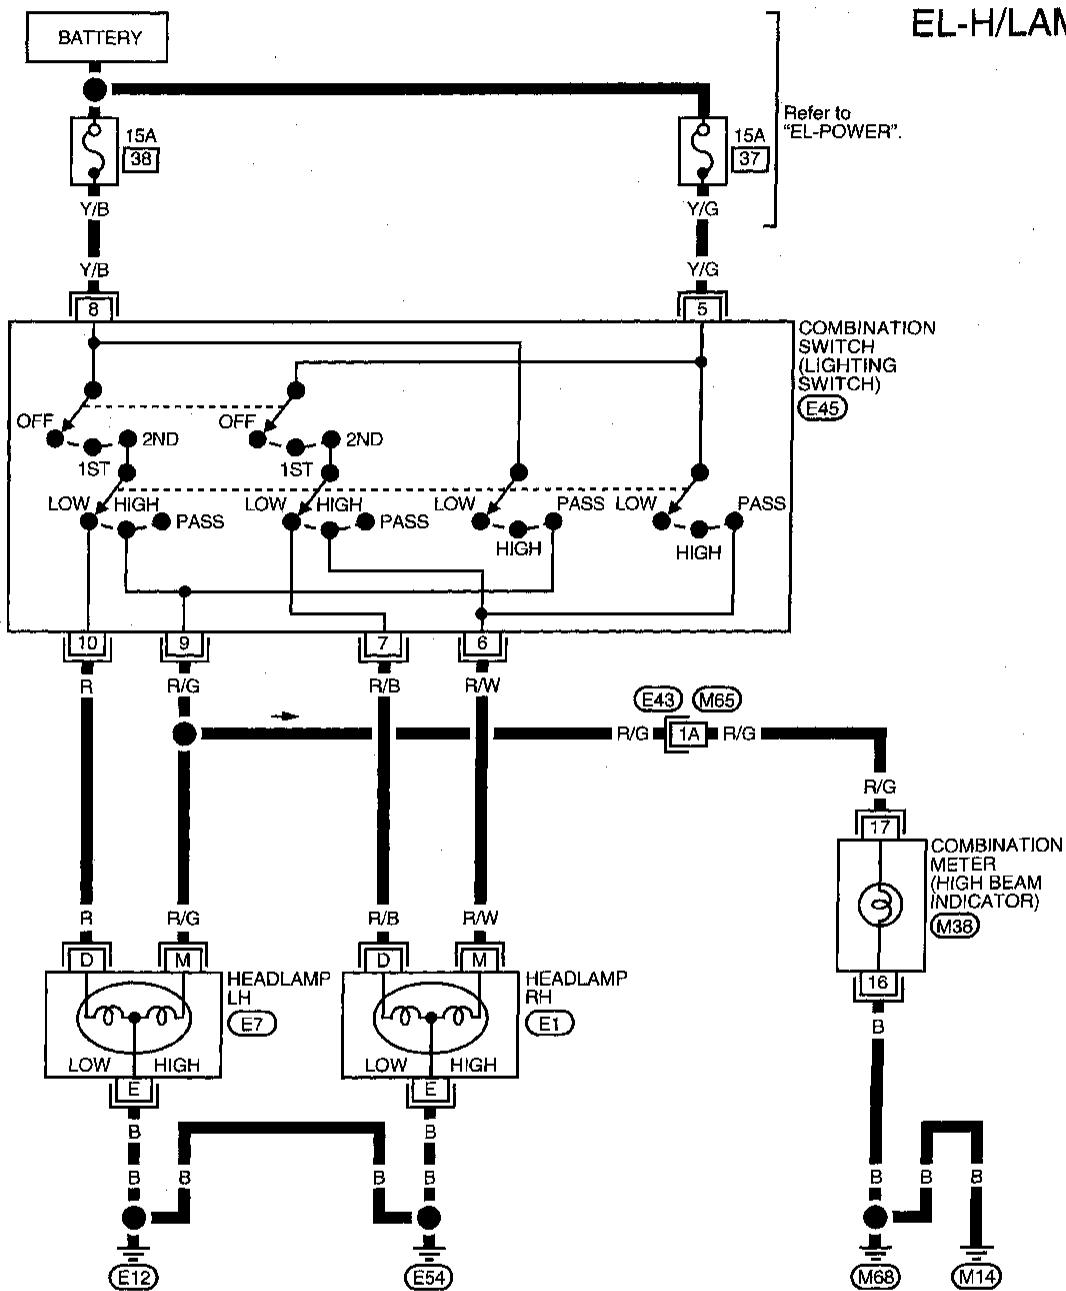 EL-H/LAM
BATTERY
Refer to
"EL-POWER".
15A
38
15A
37
Y/B
Y/G
Y/B
Y/G
8
5
COMBINATION
SWITCH
(LIGHTING
SWITCH)
E45
OFF
2ND
1ST
OFF
2ND
1ST
LOW
HIGH
PASS
LOW
HIGH
PASS
LOW
PASS
HIGH
LOW
PASS
HIGH
10
9
7
6
R
R/G
R/B
R/W
E43
M65
R/G
1A
R/G
R/G
17
COMBINATION
METER
(HIGH BEAM
INDICATOR)
M38
16
R
R/G
R/B
R/W
D
M
D
M
HEADLAMP
LH
E7
HEADLAMP
RH
E1
LOW
HIGH
LOW
HIGH
E
E
B
B
B
B
B
B
B
B
B
B
E12
E54
M68
M14